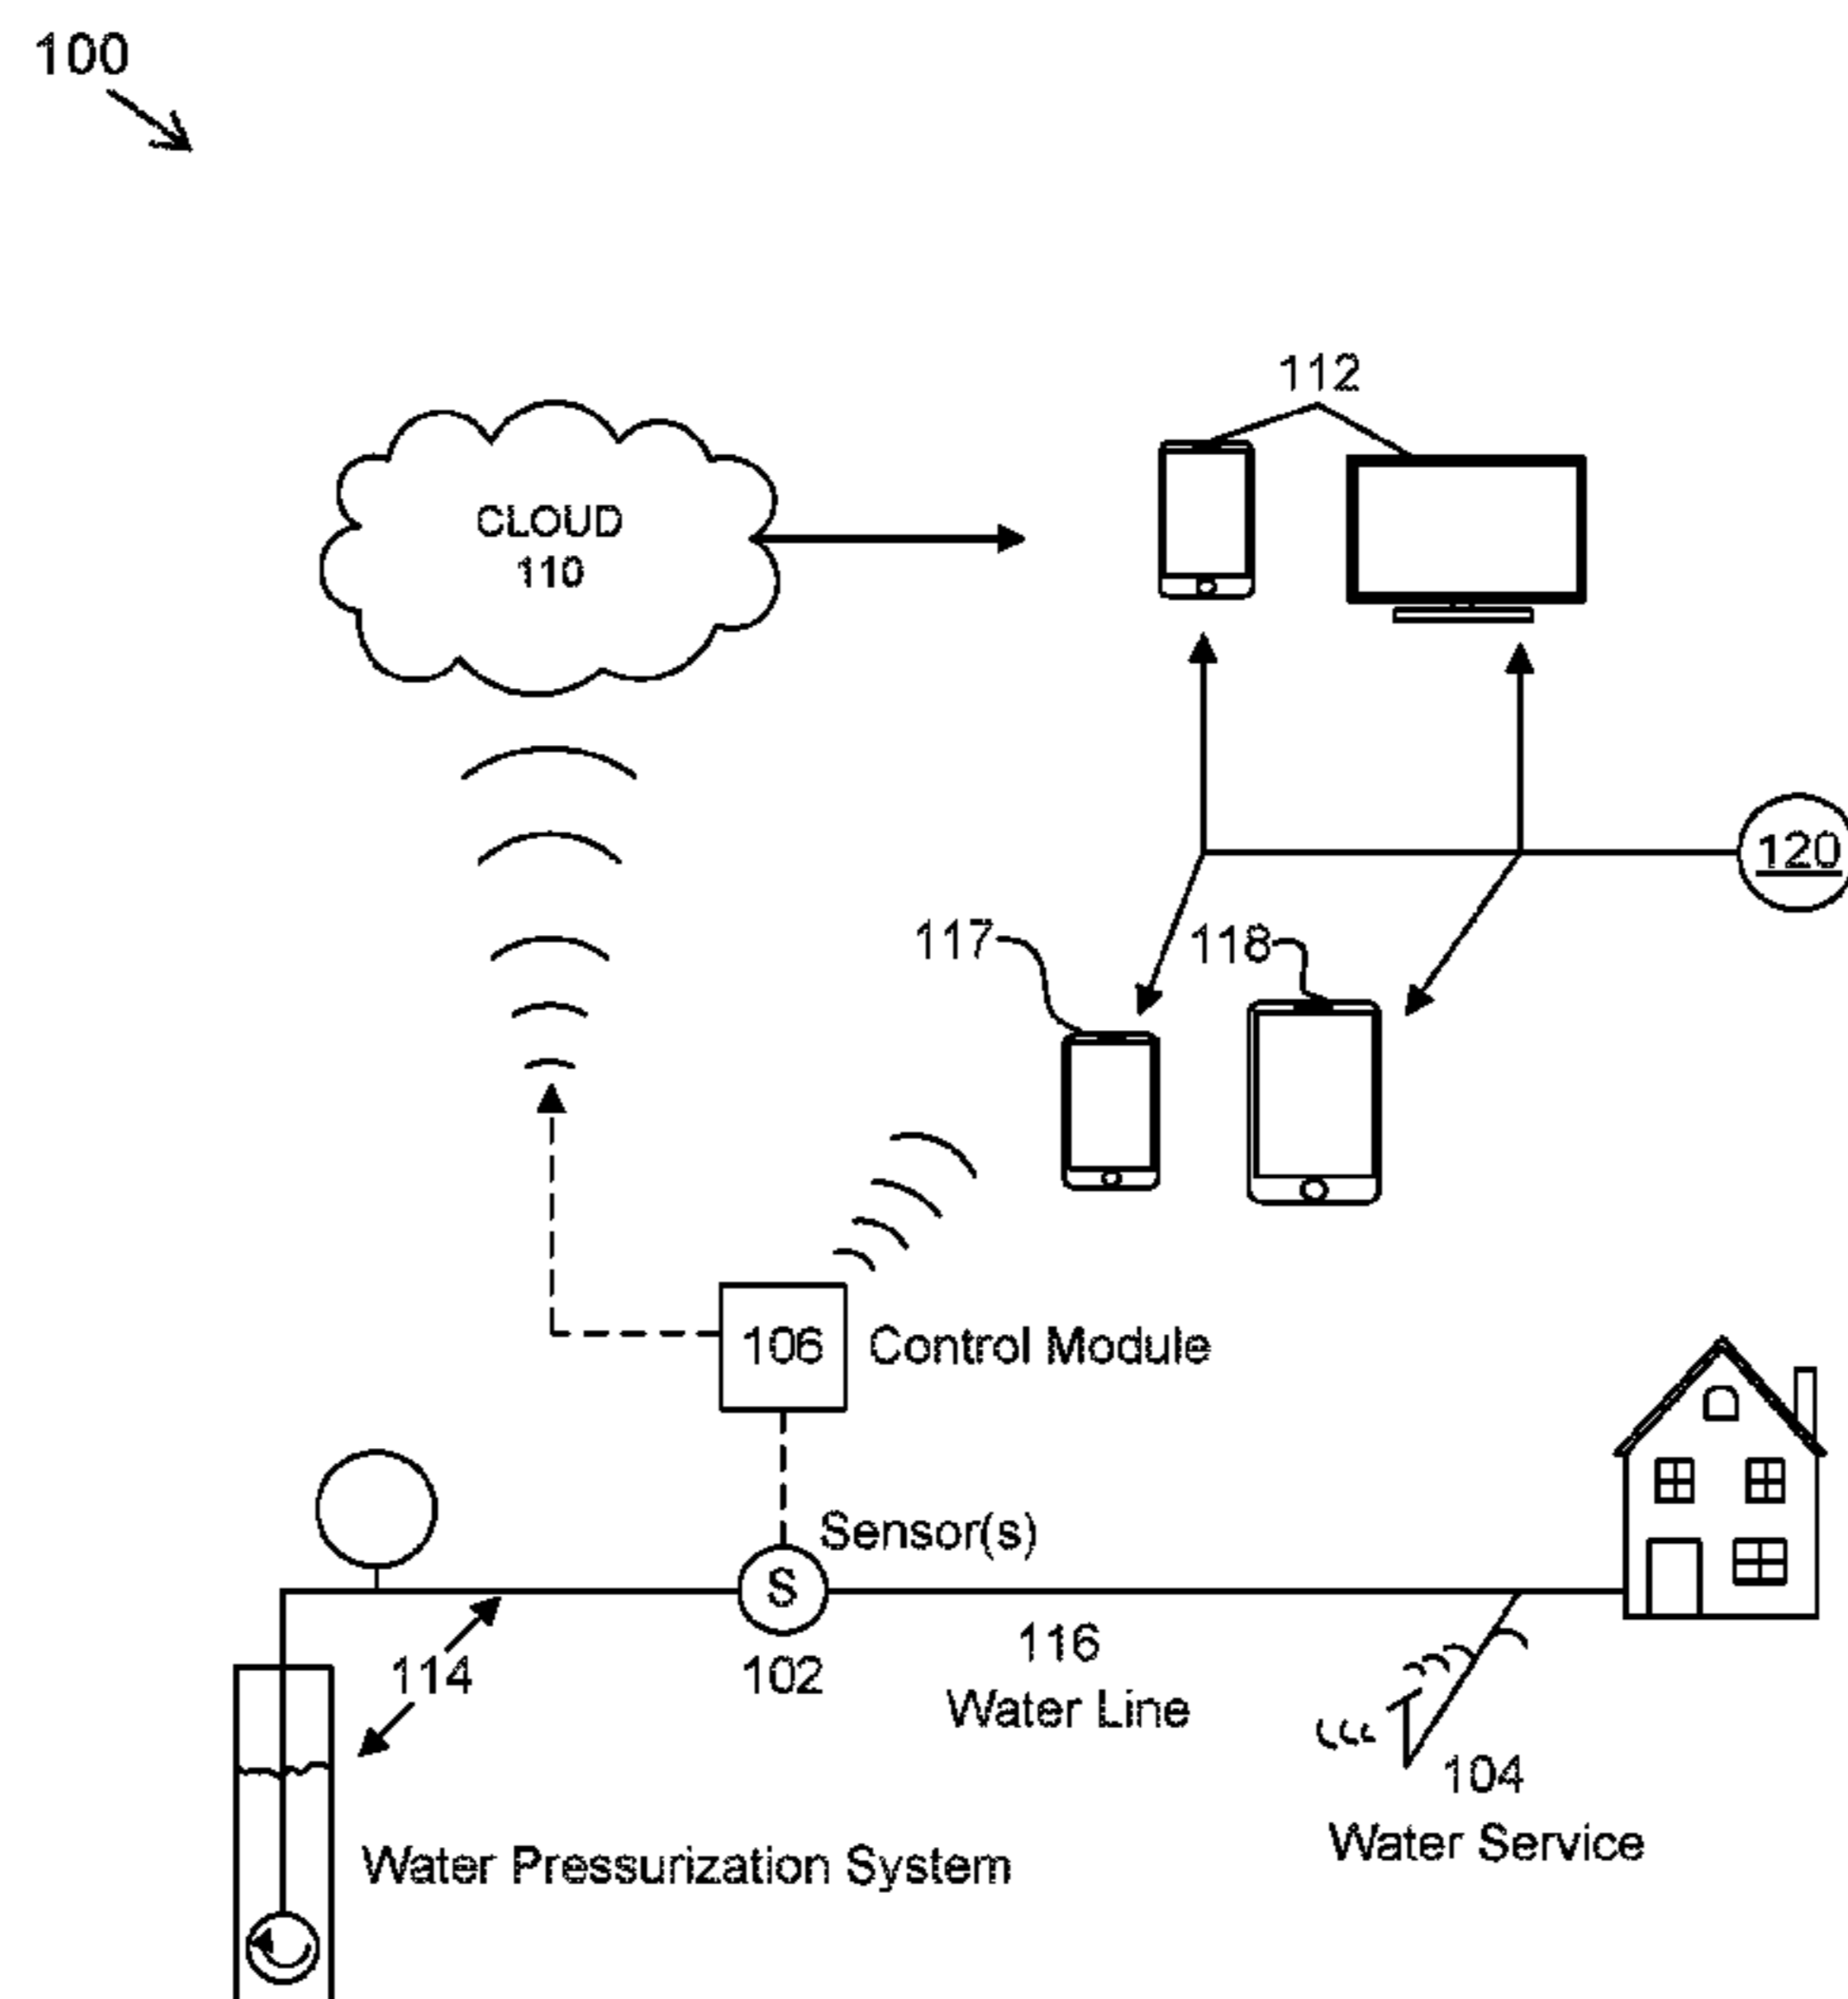 100
112
CLOUD
110
120
117
118
106
Control Module
Sensor(s)
S
114
102
116
Water Line
104
Water Service
Water Pressurization System